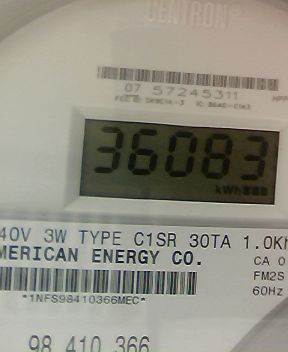 CENTRON®
07 57245311
36083
kWh
40V 3W TYPE C1SR 30TA 1.0Kh
MERICAN ENERGY CO.
CA 0
FM2S
60Hz
*1NFS98410366MEC*
98 410 366